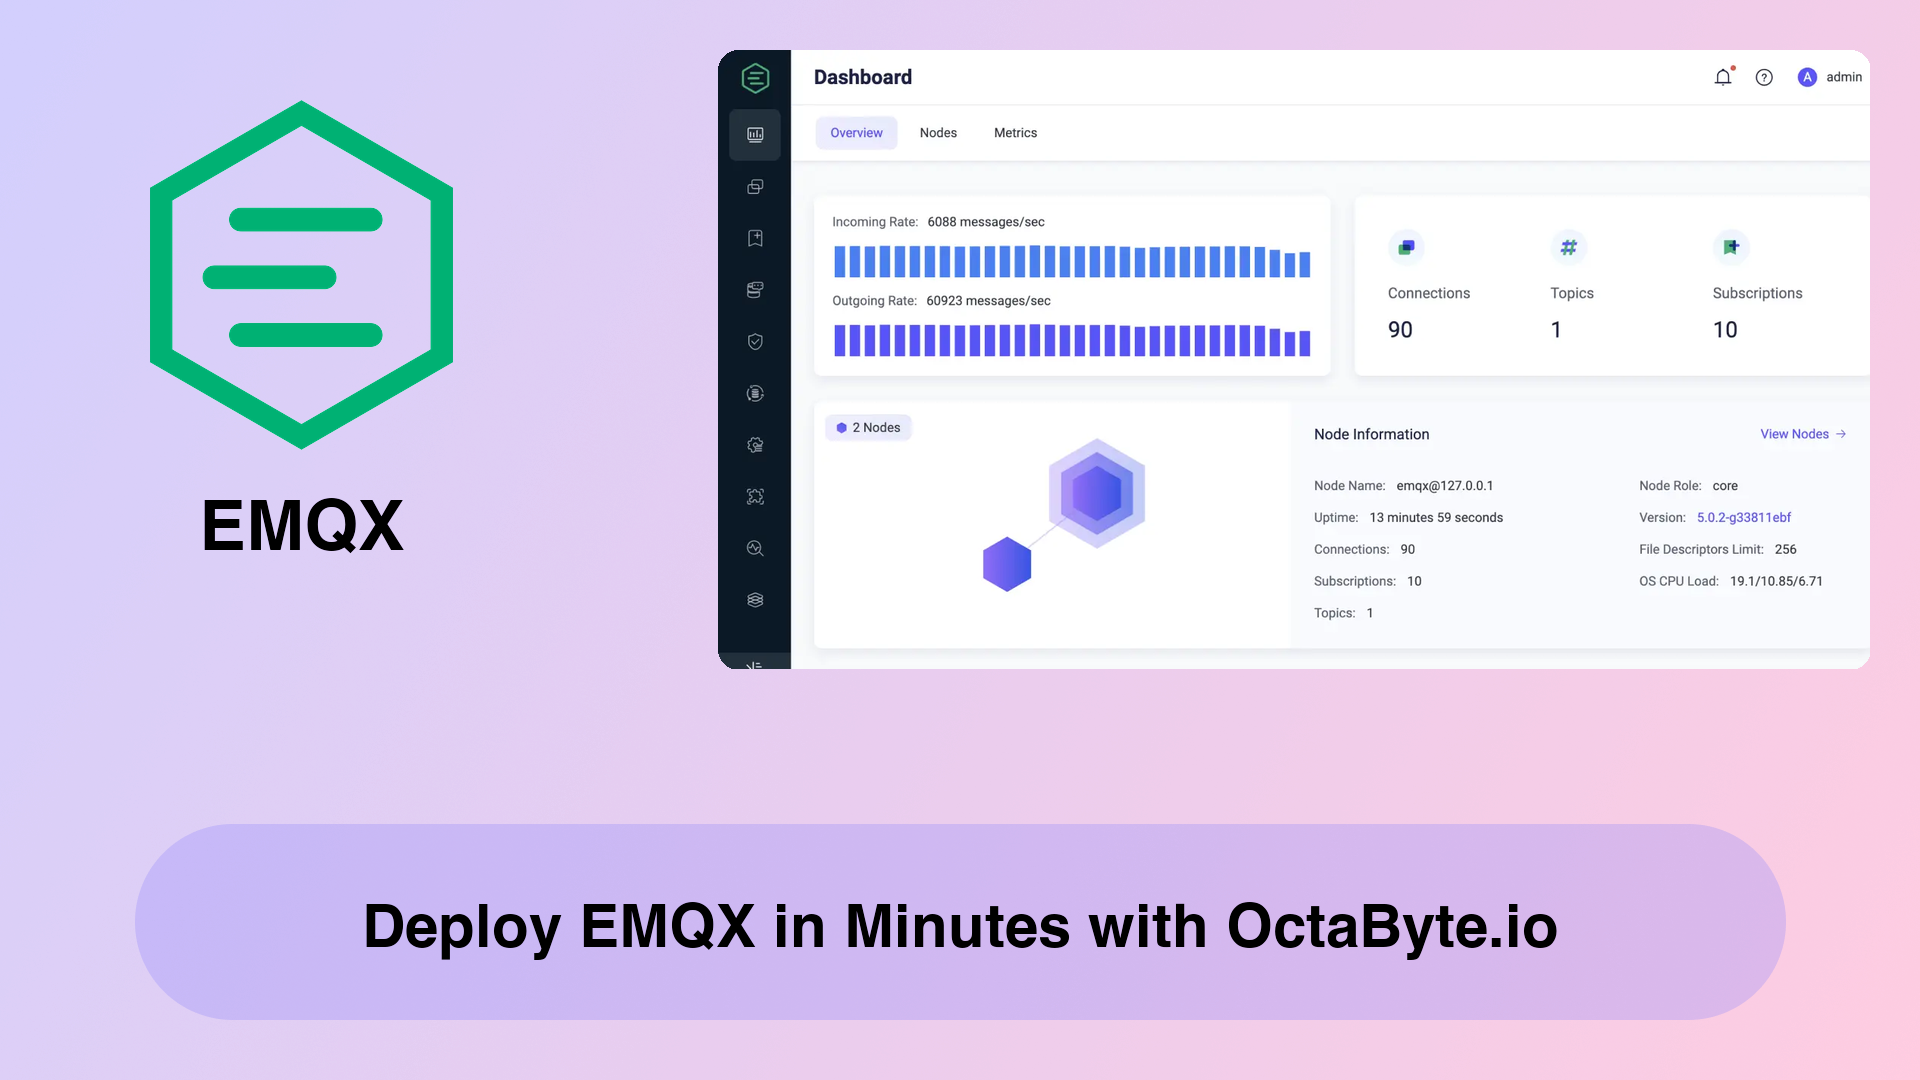 EMQX
Dashboard
A admin
Overview Nodes Metrics
Incoming Rate: 6088 messages/sec
Outgoing Rate: 60923 messages/sec
Connections Topics Subscriptions
90 1 10
2 Nodes
Node Information View Nodes →
Node Name: emqx@127.0.0.1 Node Role: core
Uptime: 13 minutes 59 seconds Version: 5.0.2-g33811ebf
Connections: 90 File Descriptors Limit: 256
Subscriptions: 10 OS CPU Load: 19.1/10.85/6.71
Topics: 1
Deploy EMQX in Minutes with OctaByte.io